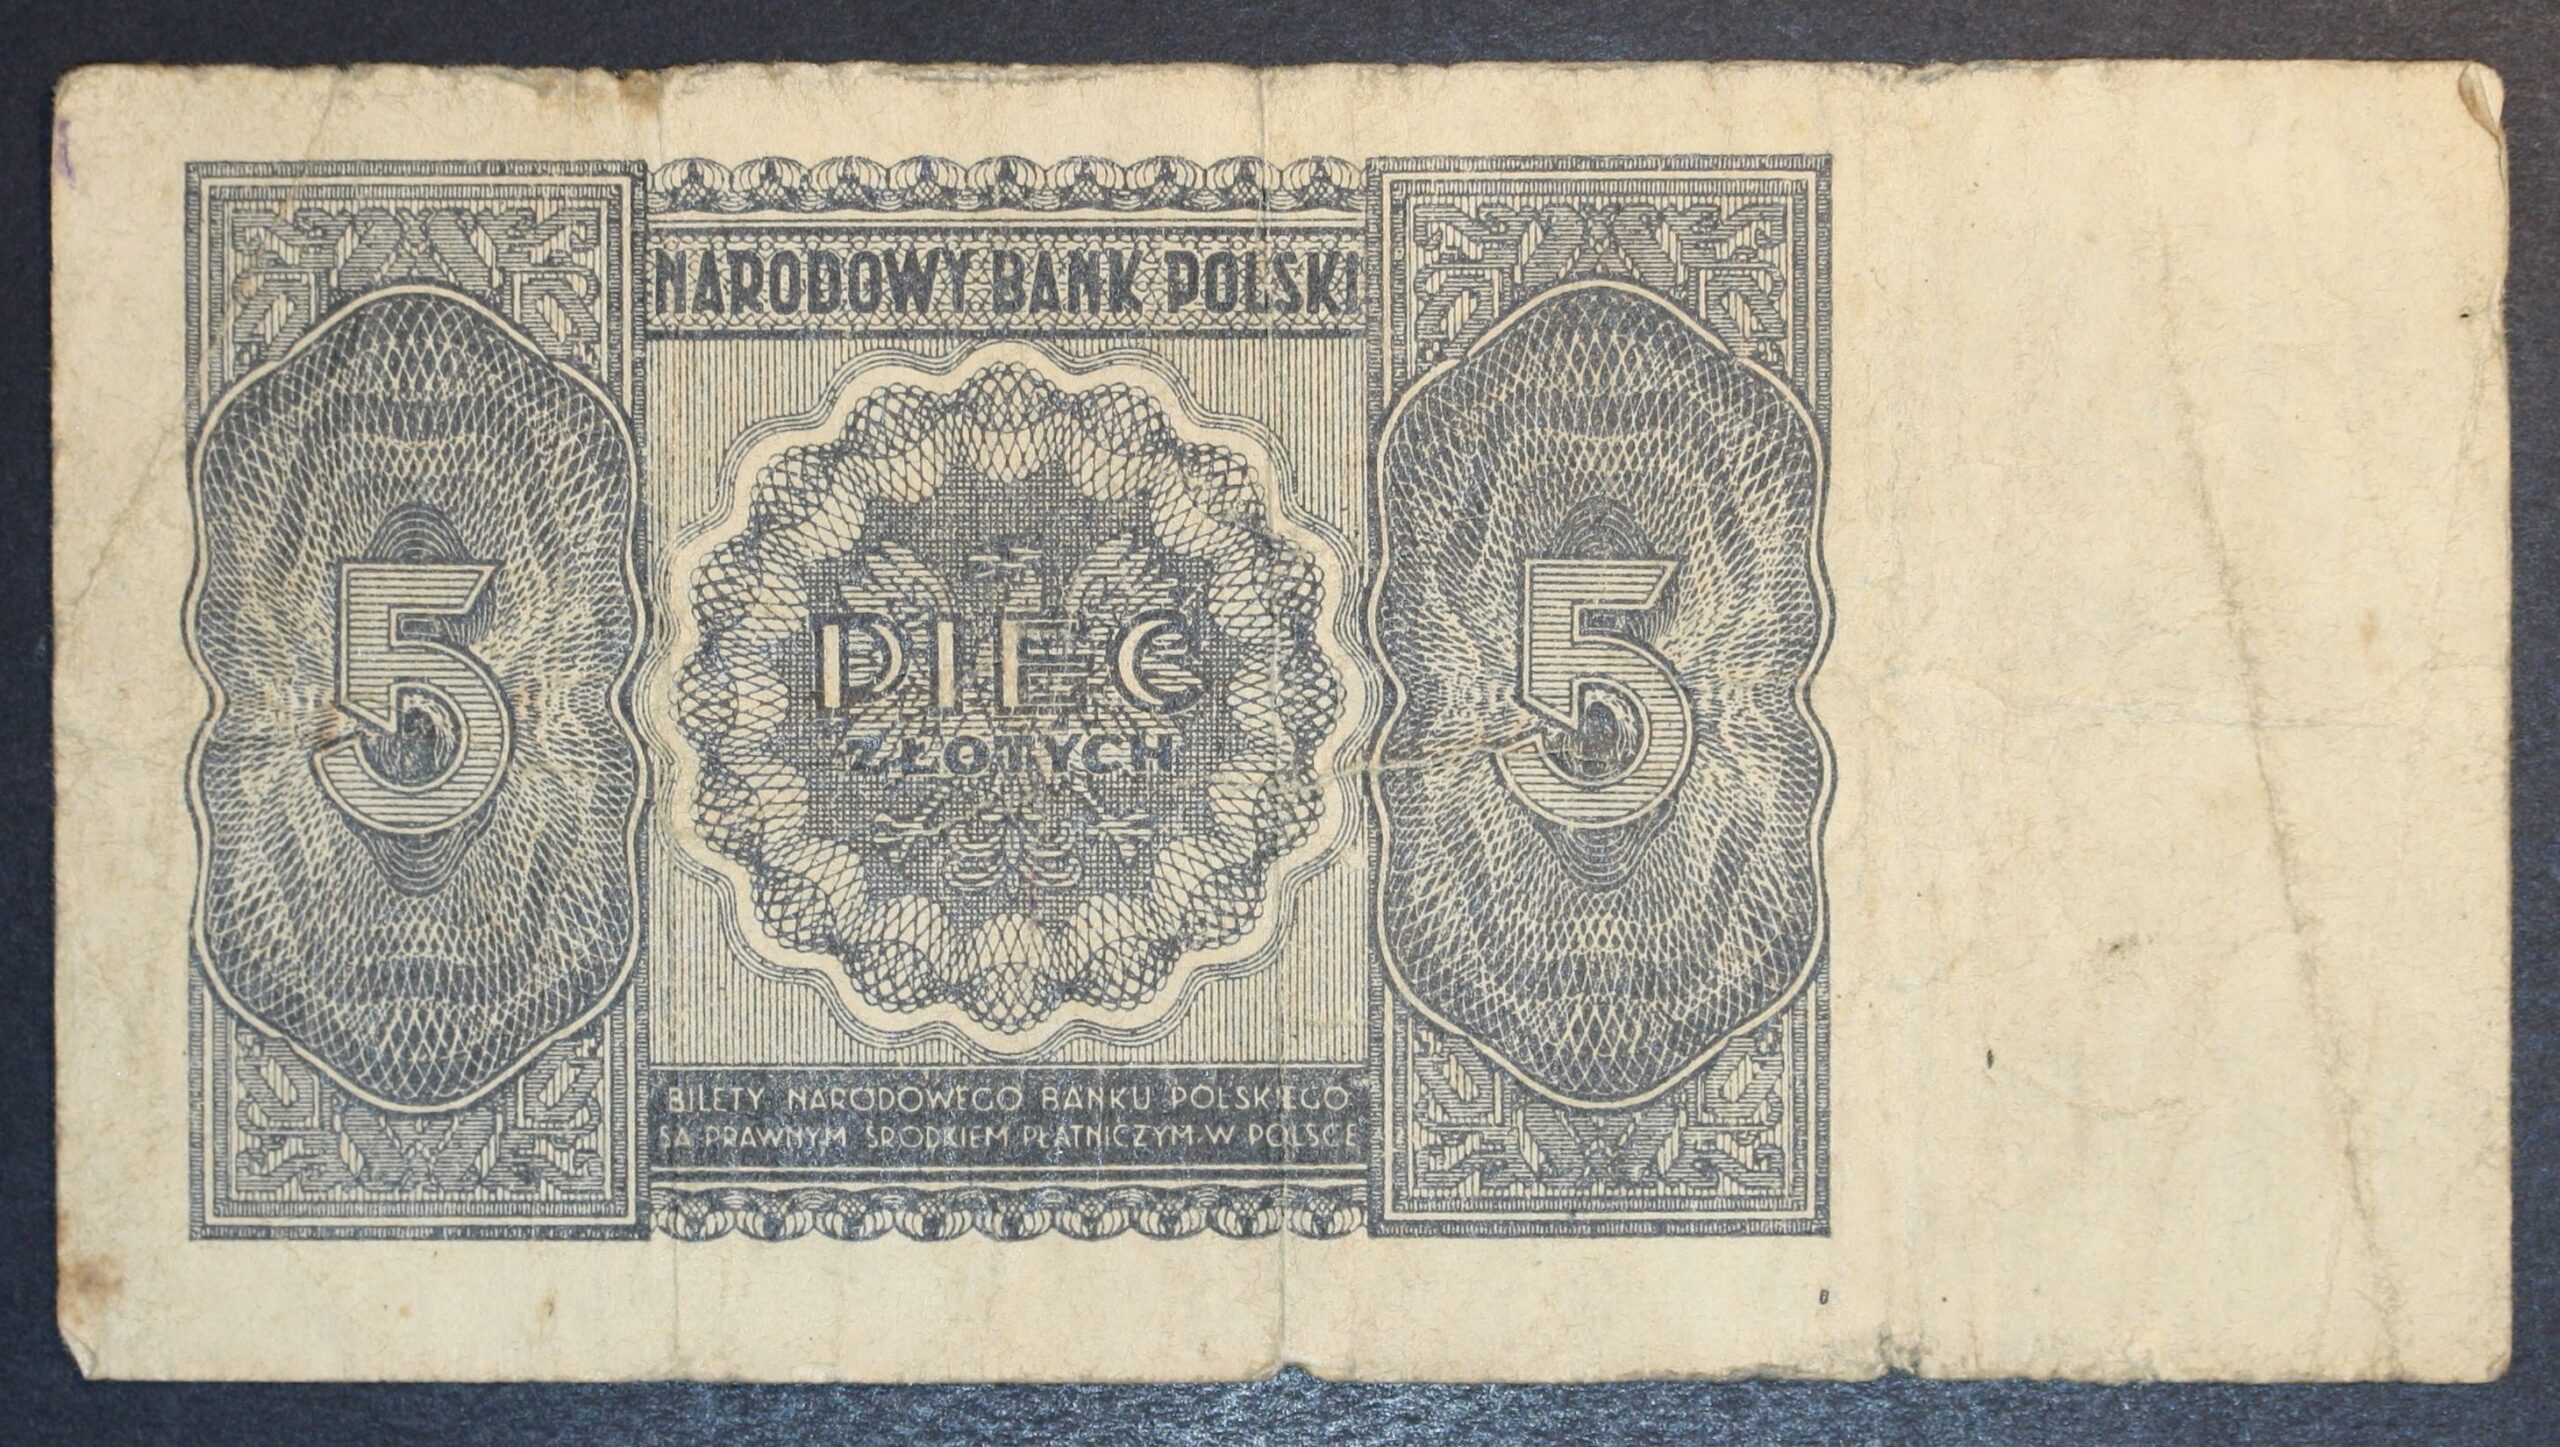 NARODOWY BANK POLSKI
5
PIĘĆ
ZŁOTYCH
5
BILETY NARODOWEGO BANKU POLSKIEGO
SĄ PRAWNYM ŚRODKIEM PŁATNICZYM W POLSCE